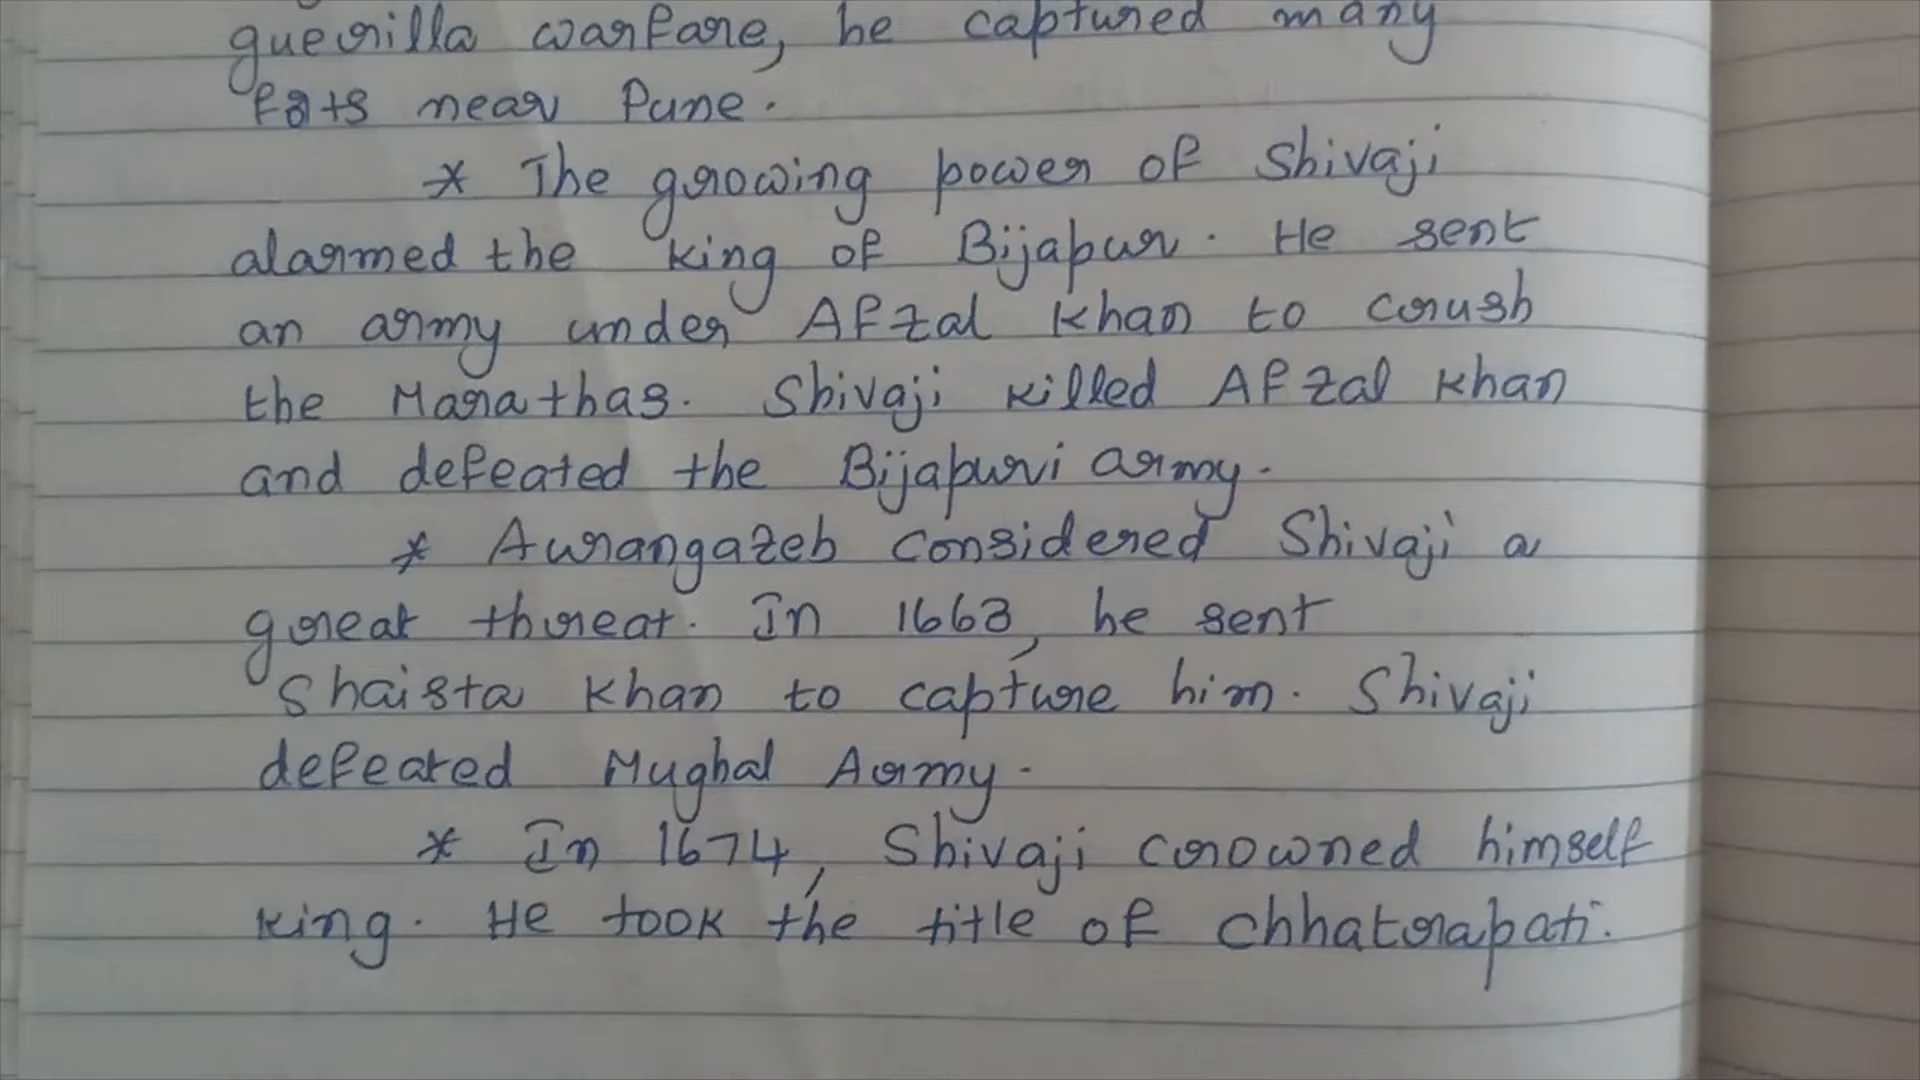 guerilla warfare, he captured many
forts near Pune.
* The growing power of Shivaji
alarmed the king of Bijapur. He sent
an army under Afzal Khan to crush
the Marathas. Shivaji killed Afzal Khan
and defeated the Bijapuri army.
* Aurangazeb considered Shivaji a
great threat. In 1663, he sent
Shaista Khan to capture him. Shivaji
defeated Mughal Army.
* In 1674, Shivaji crowned himself
king. He took the title of chhatrapati.